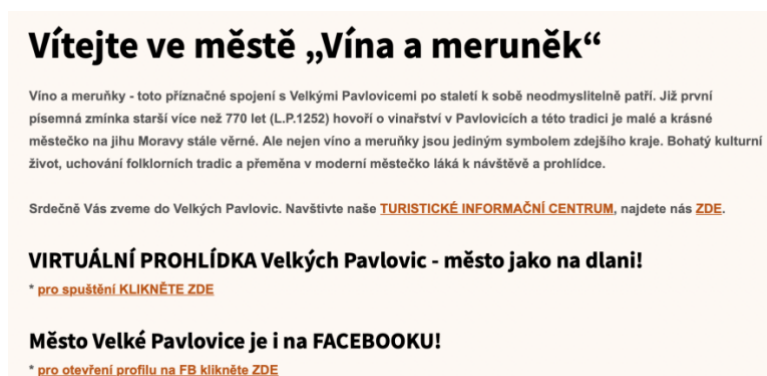 Vítejte ve městě „Vína a meruněk“
Víno a meruňky - toto příznačné spojení s Velkými Pavlovicemi po staletí k sobě neodmyslitelně patří. Již první
písemná zmínka starší více než 770 let (L.P.1252) hovoří o vinařství v Pavlovicích a této tradici je malé a krásné
městečko na jihu Moravy stále věrné. Ale nejen víno a meruňky jsou jediným symbolem zdejšího kraje. Bohatý kulturní
život, uchování folklorních tradic a přeměna v moderní městečko láká k návštěvě a prohlídce.
Srdečně Vás zveme do Velkých Pavlovic. Navštivte naše TURISTICKÉ INFORMAČNÍ CENTRUM, najdete nás ZDE.
VIRTUÁLNÍ PROHLÍDKA Velkých Pavlovic - město jako na dlani!
* pro spuštění KLIKNĚTE ZDE
Město Velké Pavlovice je i na FACEBOOKU!
* pro otevření profilu na FB klikněte ZDE